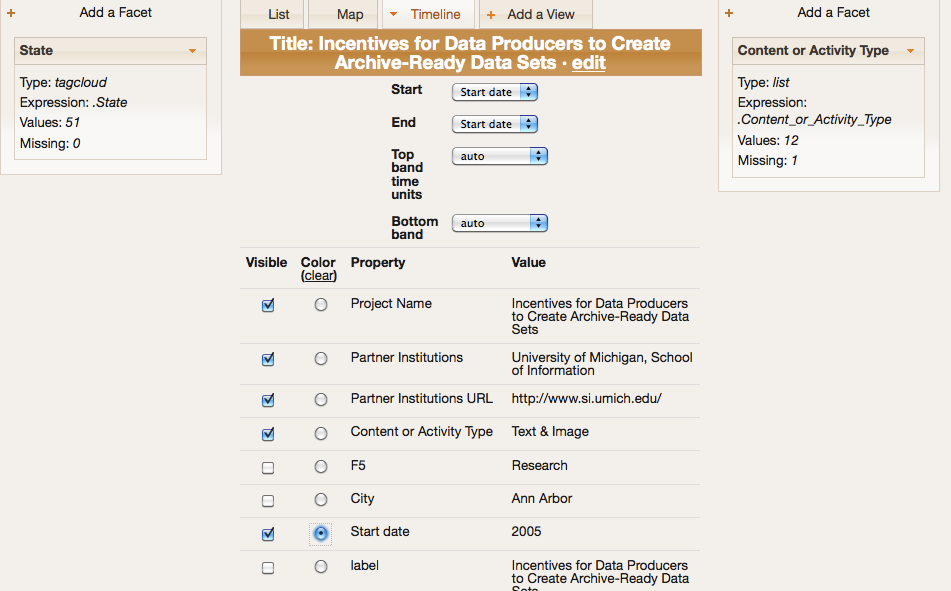 + Add a Facet
State
Type: tagcloud
Expression: .State
Values: 51
Missing: 0
List Map Timeline + Add a View
Title: Incentives for Data Producers to Create
Archive-Ready Data Sets · edit
Start Start date
End Start date
Top
band
time
units
auto
Bottom
band
auto
Visible Color Property Value
(clear)
Project Name Incentives for Data Producers
to Create Archive-Ready Data
Sets
Partner Institutions University of Michigan, School
of Information
Partner Institutions URL http://www.si.umich.edu/
Content or Activity Type Text & Image
F5 Research
City Ann Arbor
Start date 2005
label Incentives for Data Producers
to Create Archive-Ready Data
Sets
+ Add a Facet
Content or Activity Type
Type: list
Expression:
.Content_or_Activity_Type
Values: 12
Missing: 1